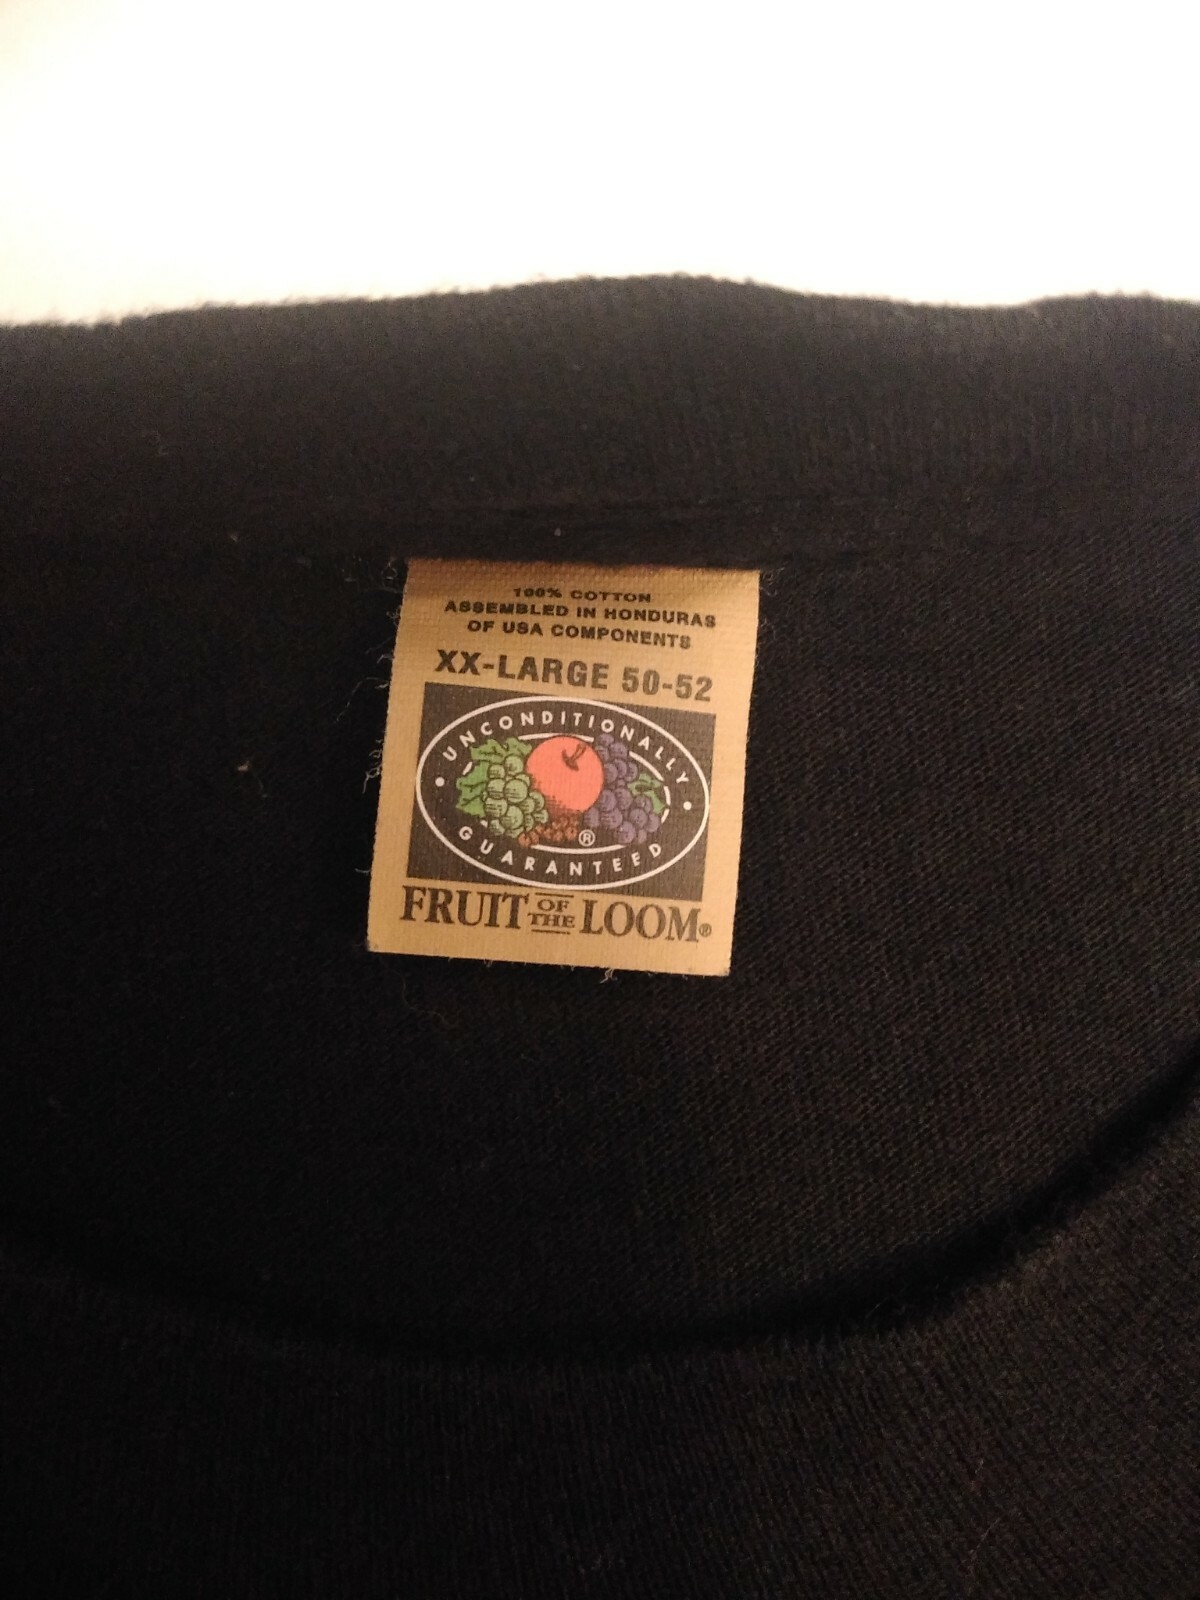 100% COTTON
ASSEMBLED IN HONDURAS
OF USA COMPONENTS
XX-LARGE 50-52
UNCONDITIONALLY
®
GUARANTEED
FRUIT OF THE LOOM®